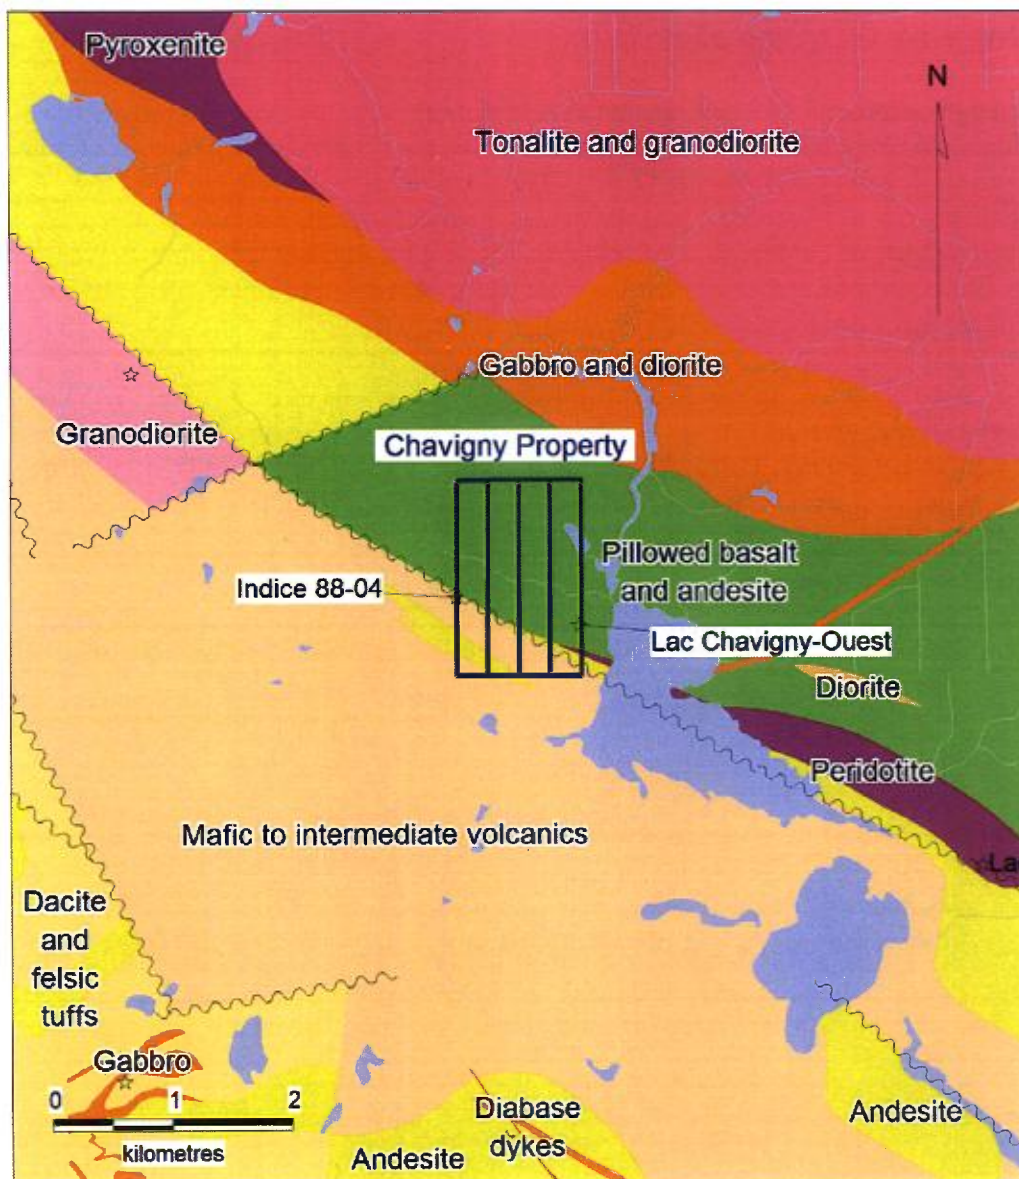 Pyroxenite
N
Tonalite and granodiorite
Gabbro and diorite
Granodiorite
Chavigny Property
Pillowed basalt
and andesite
Indice 88-04
Lac Chavigny-Ouest
Diorite
Peridotite
Mafic to intermediate volcanics
La
Dacite
and
felsic
tuffs
Gabbro
0 1 2
kilometres
Diabase
dykes
Andesite
Andesite